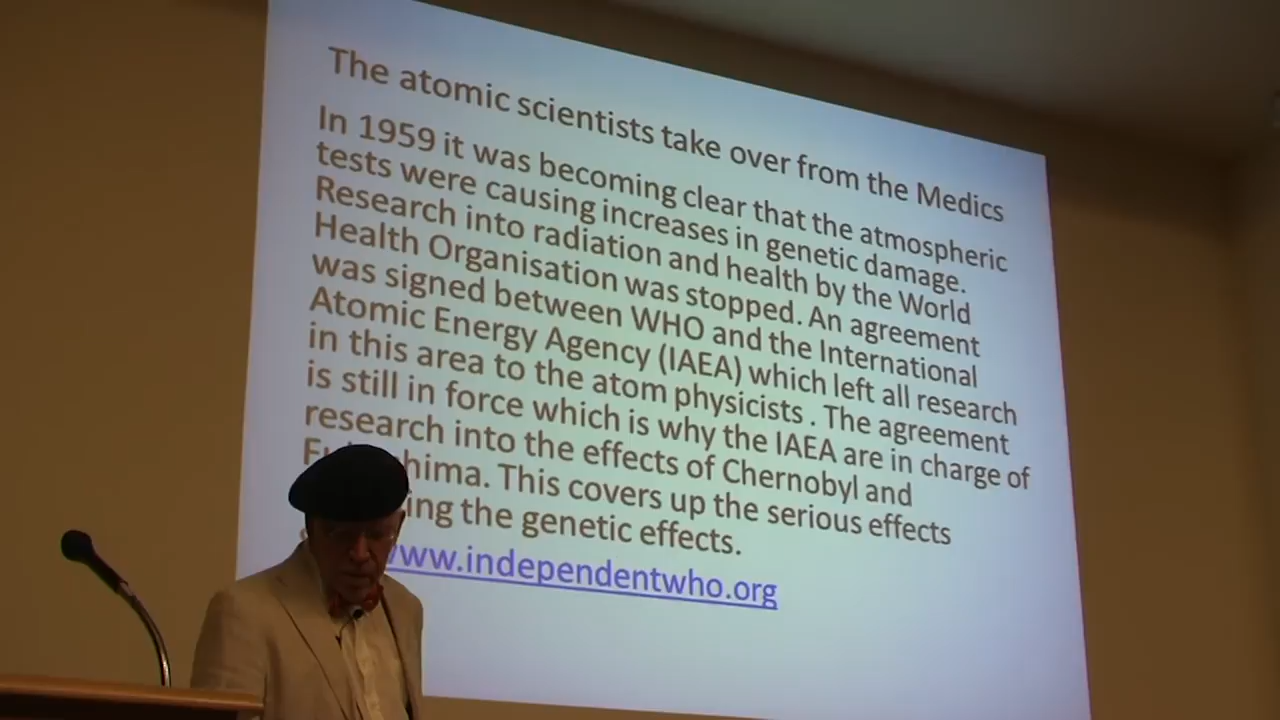 The atomic scientists take over from the Medics
In 1959 it was becoming clear that the atmospheric
tests were causing increases in genetic damage.
Research into radiation and health by the World
Health Organisation was stopped. An agreement
was signed between WHO and the International
Atomic Energy Agency (IAEA) which left all research
in this area to the atom physicists . The agreement
is still in force which is why the IAEA are in charge of
research into the effects of Chernobyl and
hima. This covers up the serious effects
ing the genetic effects.
www.independentwho.org